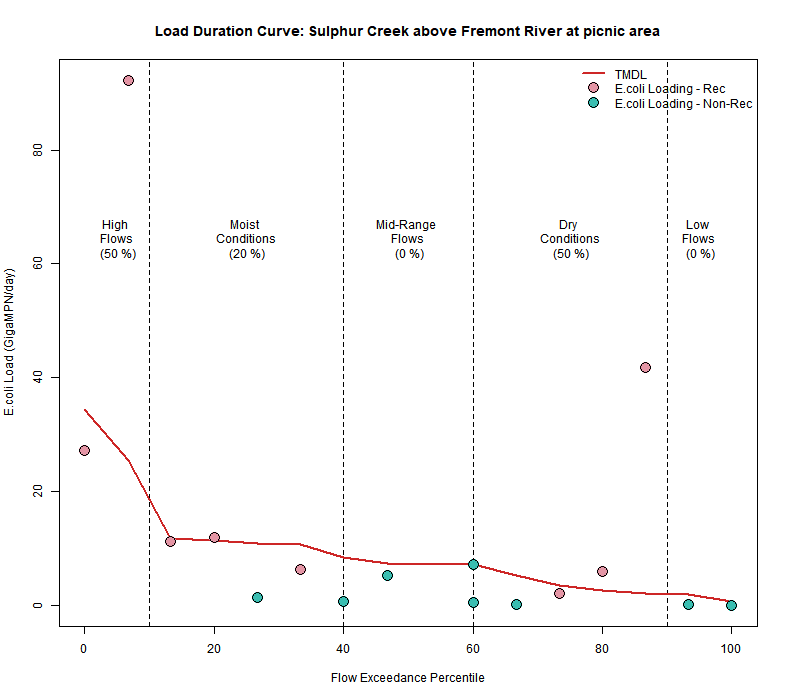 Load Duration Curve: Sulphur Creek above Fremont River at picnic area
TMDL
E.coli Loading - Rec
E.coli Loading - Non-Rec
High
Flows
(50 %)
Moist
Conditions
(20 %)
Mid-Range
Flows
(0 %)
Dry
Conditions
(50 %)
Low
Flows
(0 %)
E.coli Load (GigaMPN/day)
80
60
40
20
0
0 20 40 60 80 100
Flow Exceedance Percentile